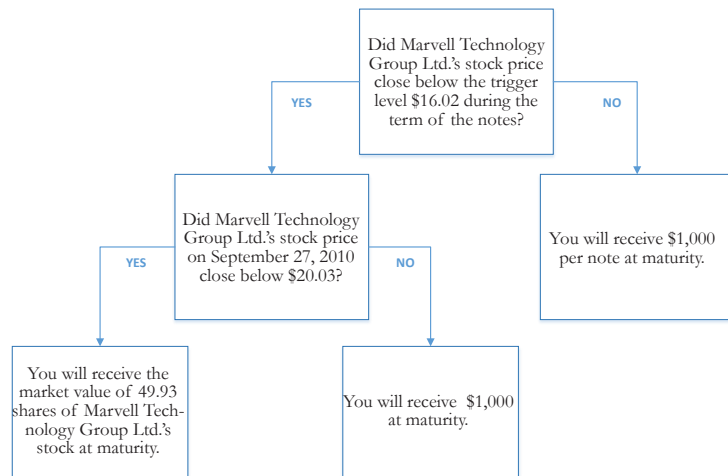 Did Marvell Technology
Group Ltd.'s stock price
close below the trigger
level $16.02 during the
term of the notes?
YES
NO
Did Marvell Technology
Group Ltd.'s stock price
on September 27, 2010
close below $20.03?
You will receive $1,000
per note at maturity.
YES
NO
You will receive the
market value of 49.93
shares of Marvell Tech-
nology Group Ltd.'s
stock at maturity.
You will receive $1,000
at maturity.